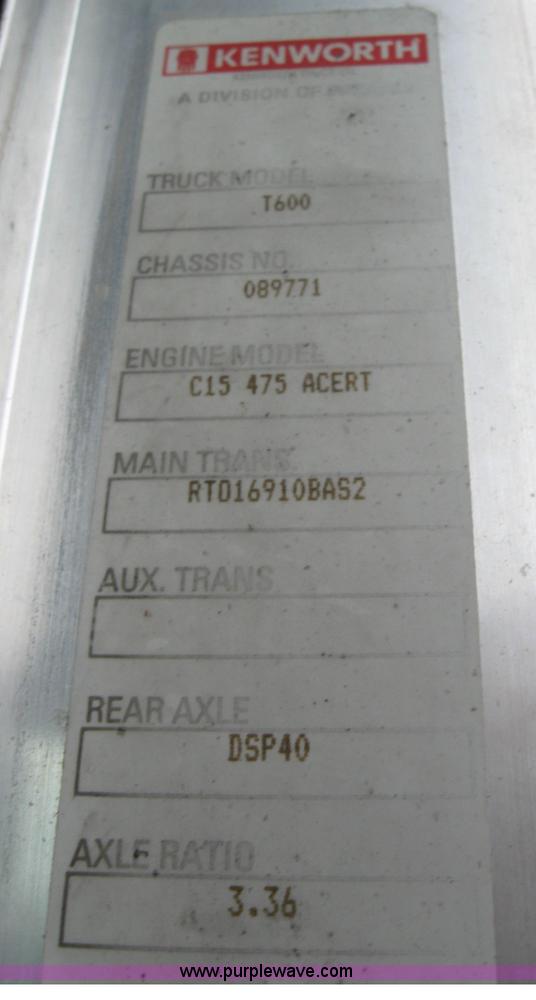 KENWORTH
A DIVISION OF
TRUCK MODEL
T600
CHASSIS NO.
089771
ENGINE MODEL
C15 475 ACERT
MAIN TRANS.
RTO16910BAS2
AUX. TRANS
REAR AXLE
DSP40
AXLE RATIO
3.36
www.purplewave.com